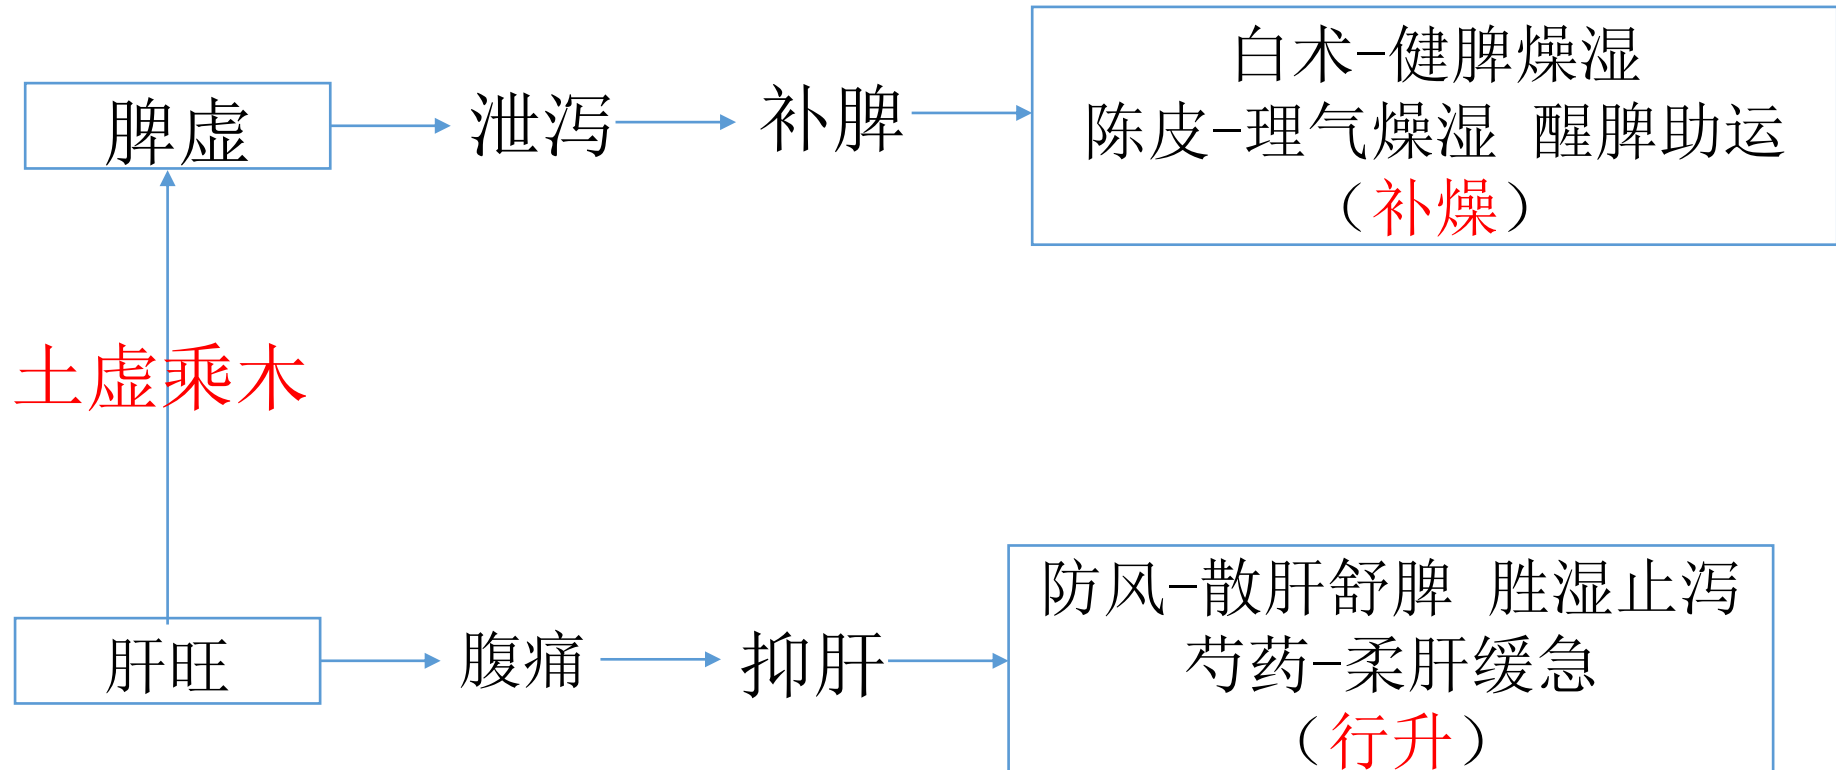 脾虚
泄泻
补脾
白术-健脾燥湿
陈皮-理气燥湿 醒脾助运
（补燥）
土虚乘木
肝旺
腹痛
抑肝
防风-散肝舒脾 胜湿止泻
芍药-柔肝缓急
（行升）